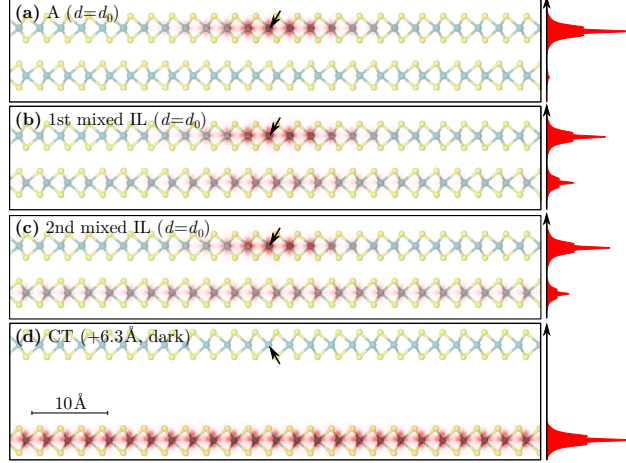 (a) A (d=d₀)
(b) 1st mixed IL (d=d₀)
(c) 2nd mixed IL (d=d₀)
(d) CT (+6.3Å, dark)
10Å